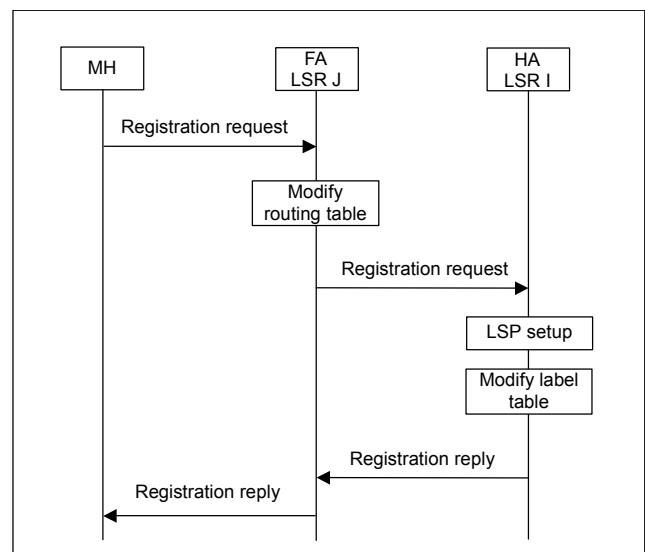 MH
FA
LSR J
HA
LSR I
Registration request
Modify
routing table
Registration request
LSP setup
Modify label
table
Registration reply
Registration reply